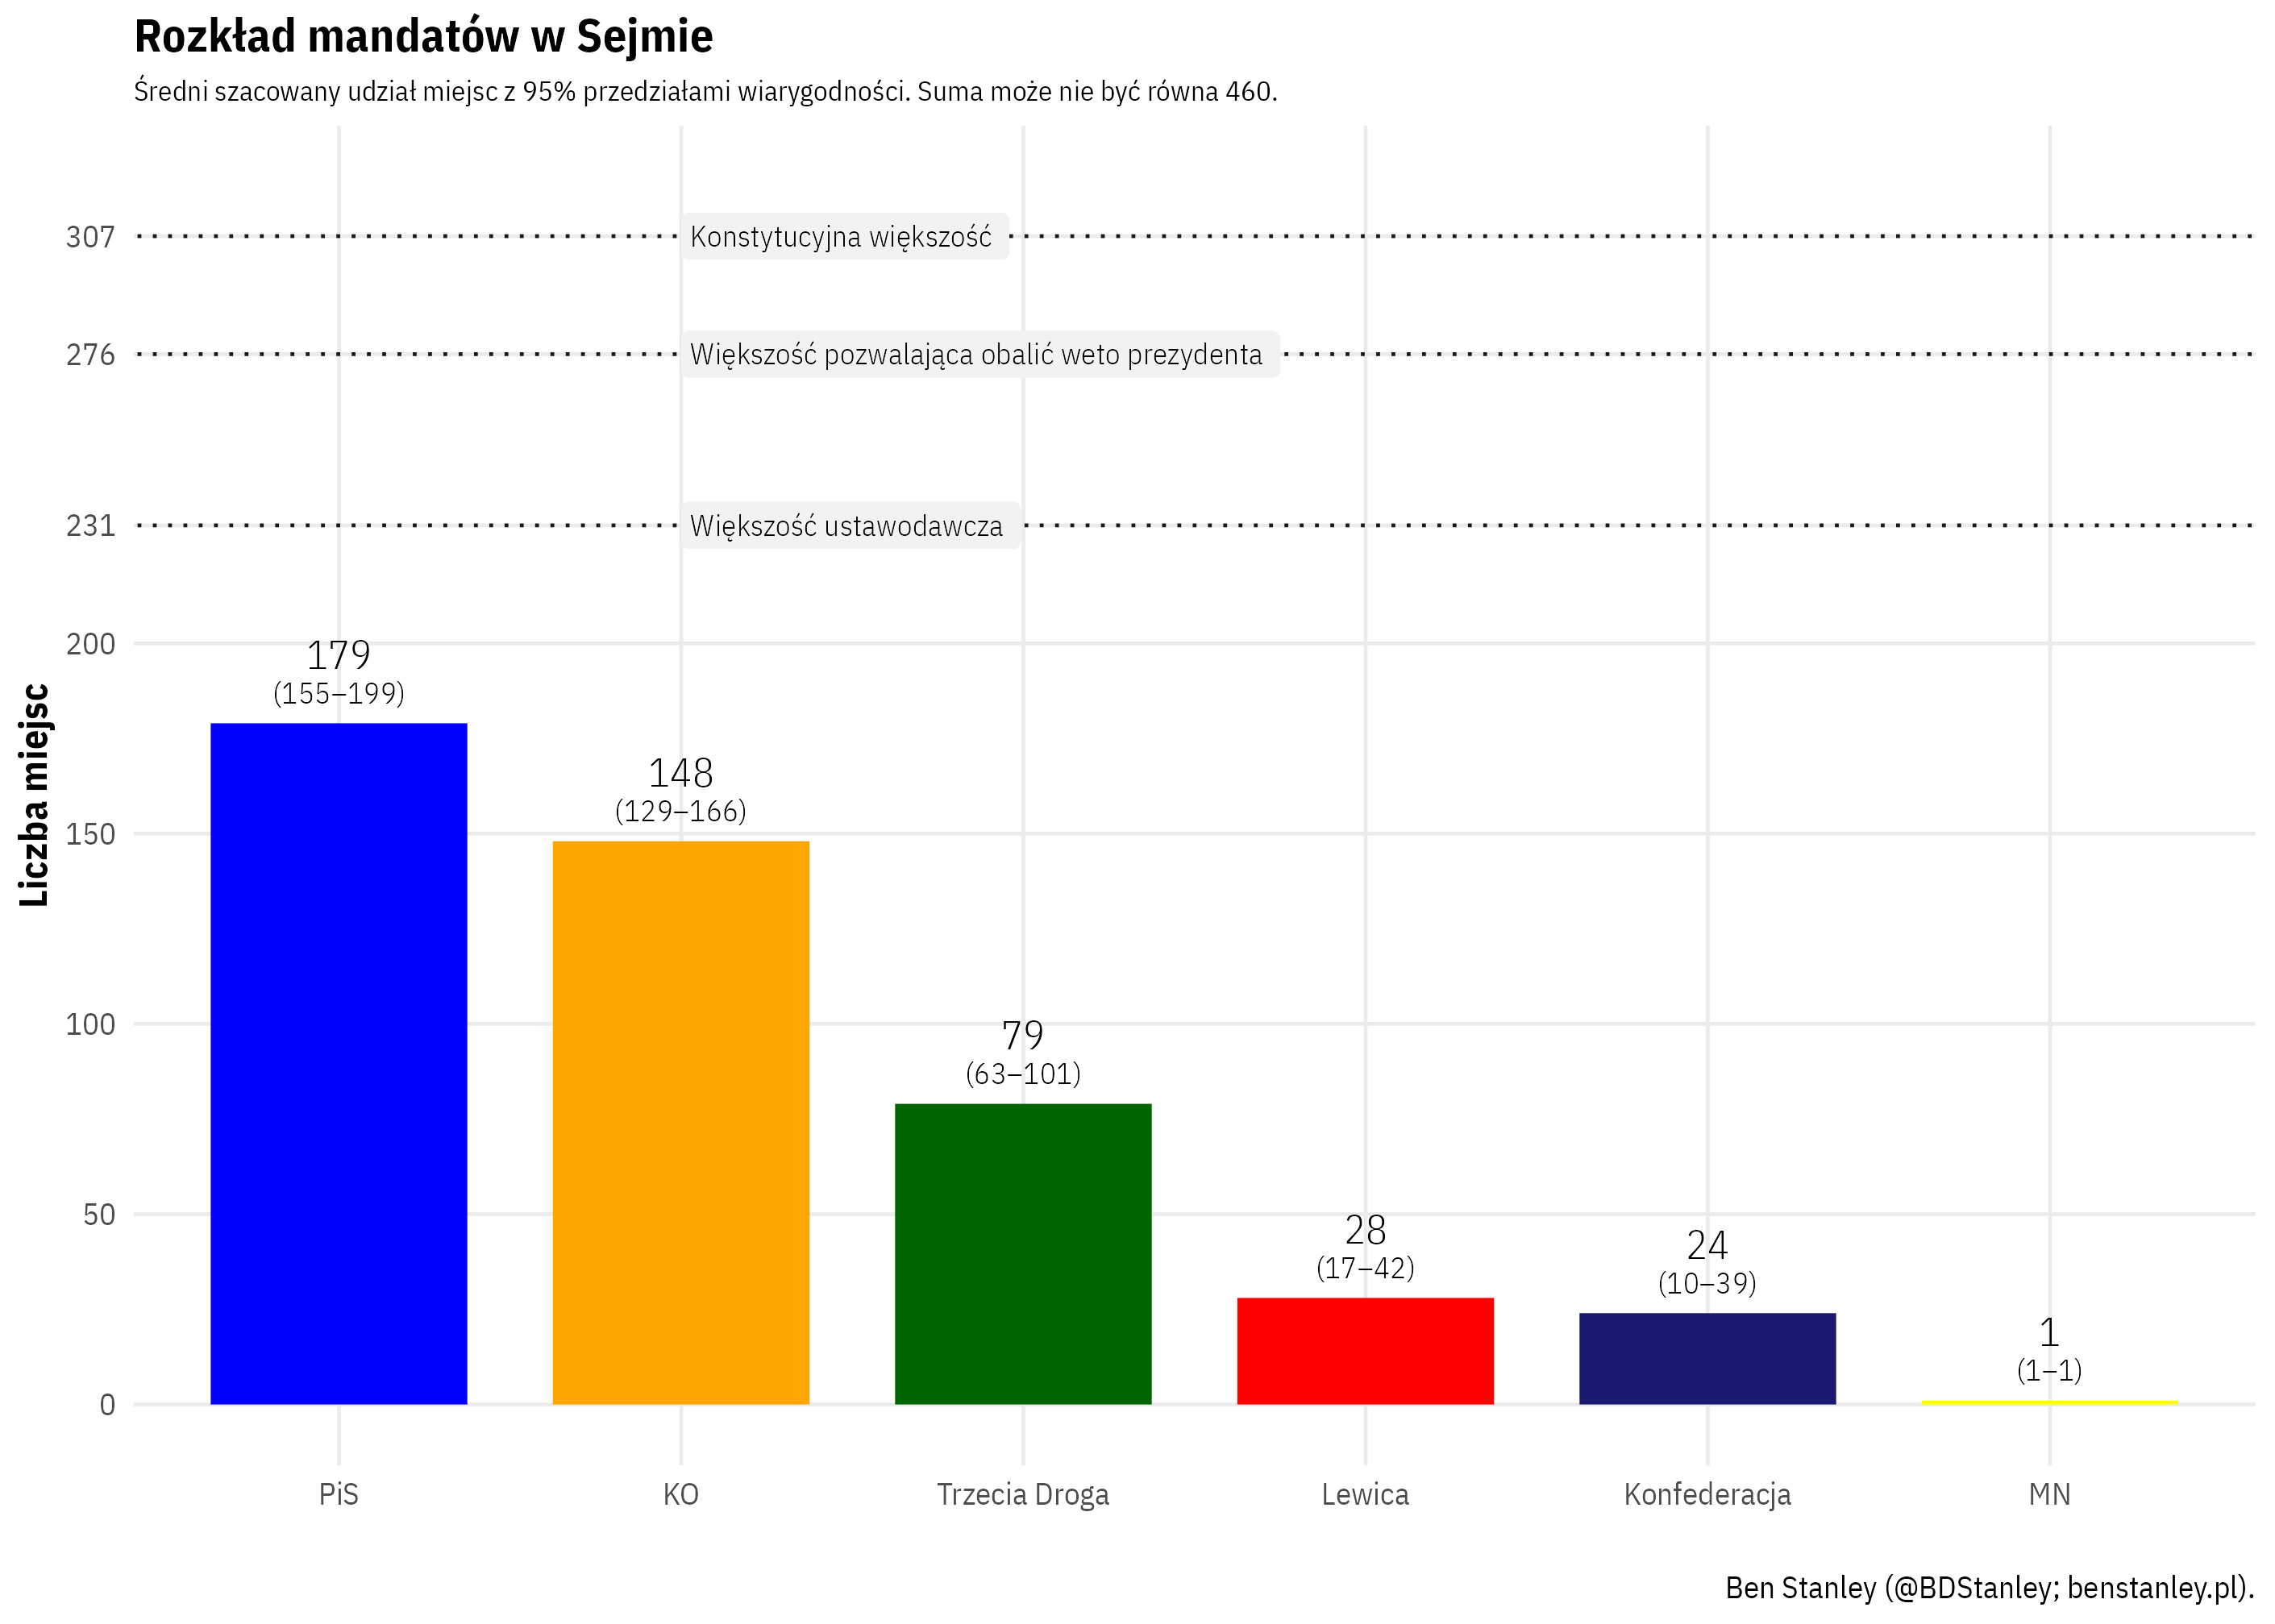 Rozkład mandatów w Sejmie
Średni szacowany udział miejsc z 95% przedziałami wiarygodności. Suma może nie być równa 460.
307
Konstytucyjna większość
276
Większość pozwalająca obalić weto prezydenta
231
Większość ustawodawcza
200
179
(155–199)
Liczba miejsc
148
(129–166)
150
100
79
(63–101)
50
28
(17–42)
24
(10–39)
1
(1–1)
0
PiS
KO
Trzecia Droga
Lewica
Konfederacja
MN
Ben Stanley (@BDStanley; benstanley.pl).